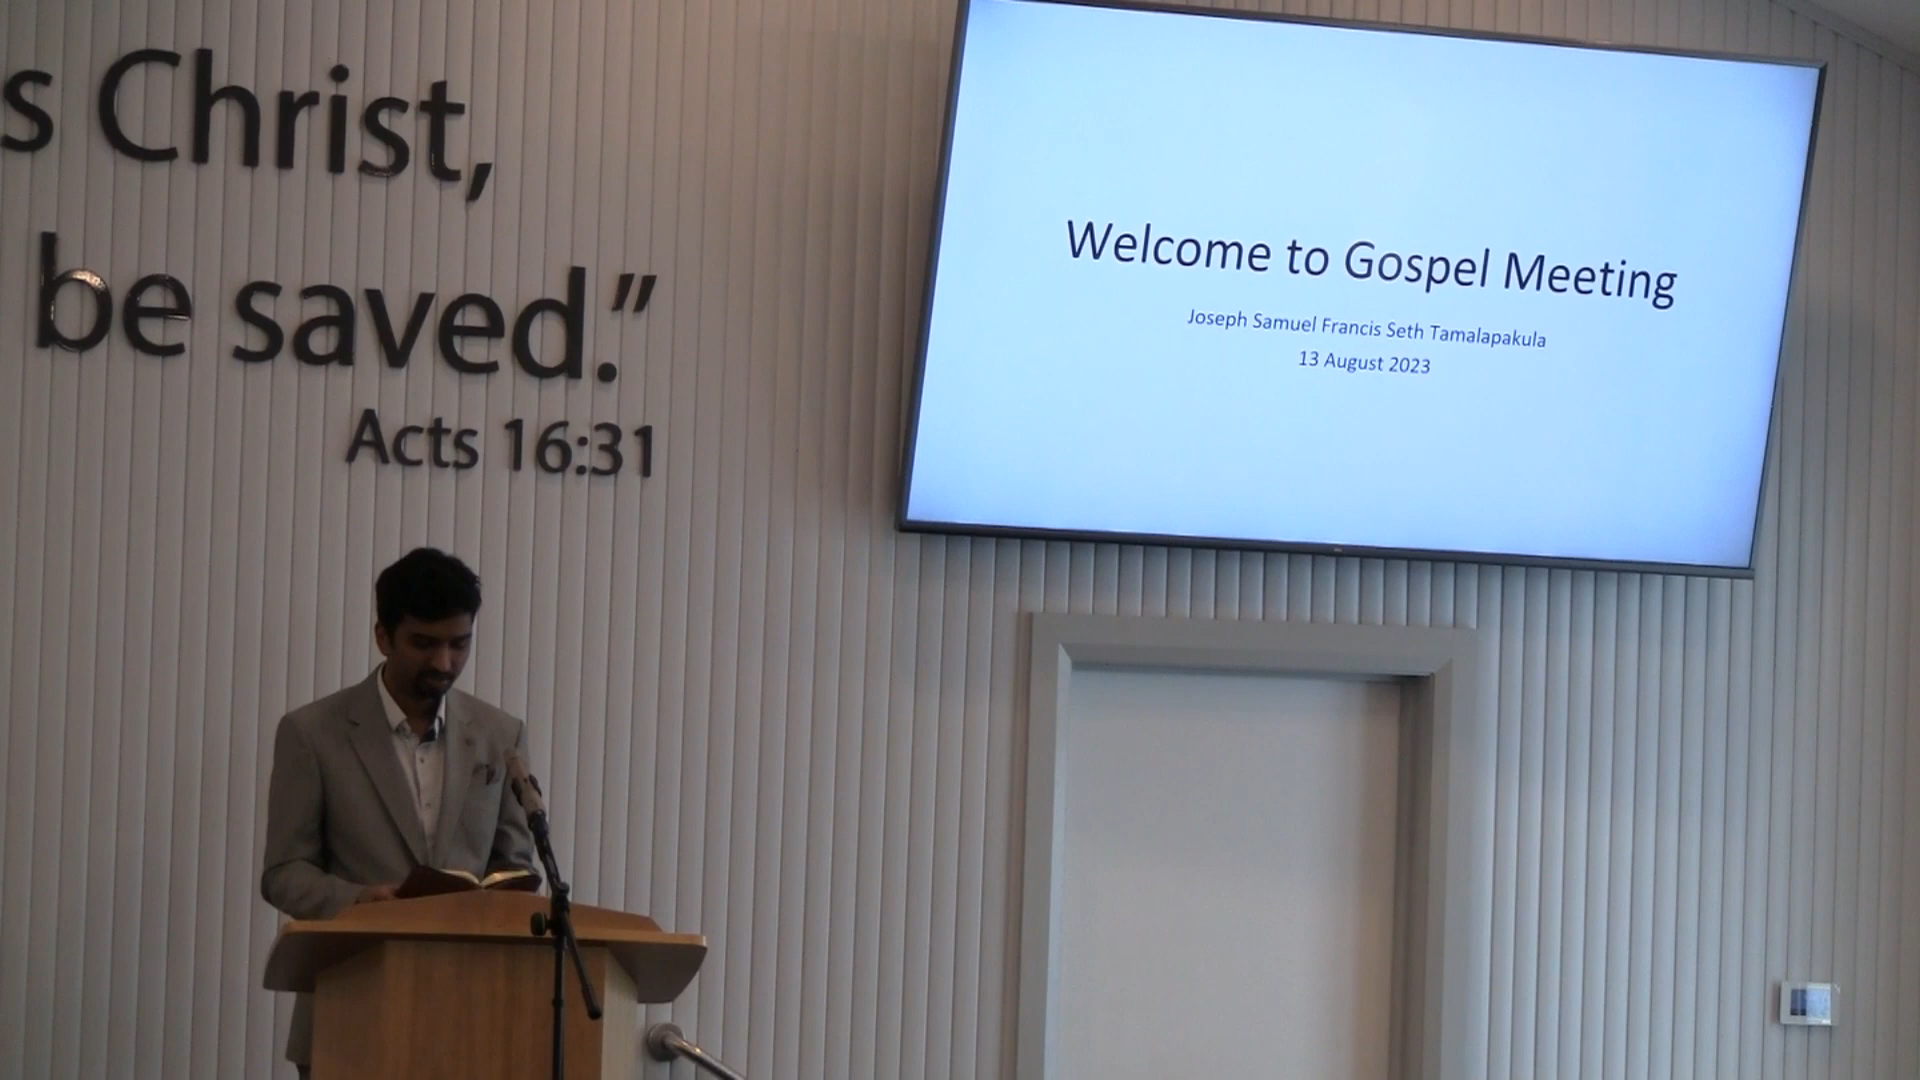 s Christ,
be saved.”
Acts 16:31
Welcome to Gospel Meeting
Joseph Samuel Francis Seth Tamalapakula
13 August 2023